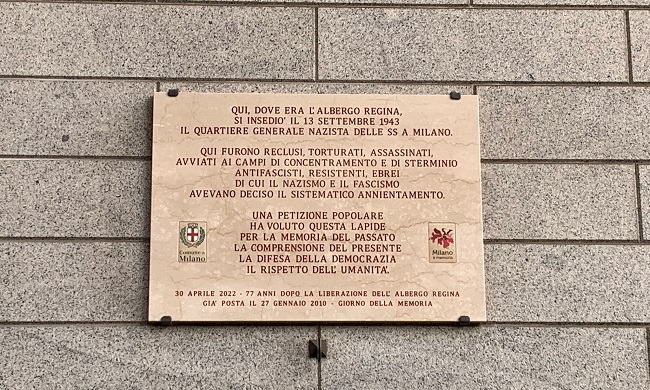 QUI, DOVE ERA L'ALBERGO REGINA,
SI INSEDIO' IL 13 SETTEMBRE 1943
IL QUARTIERE GENERALE NAZISTA DELLE SS A MILANO.
QUI FURONO RECLUSI, TORTURATI, ASSASSINATI,
AVVIATI AI CAMPI DI CONCENTRAMENTO E DI STERMINIO
ANTIFASCISTI, RESISTENTI, EBREI
DI CUI IL NAZISMO E IL FASCISMO
AVEVANO DECISO IL SISTEMATICO ANNIENTAMENTO.
UNA PETIZIONE POPOLARE
HA VOLUTO QUESTA LAPIDE
PER LA MEMORIA DEL PASSATO
LA COMPRENSIONE DEL PRESENTE
LA DIFESA DELLA DEMOCRAZIA
IL RISPETTO DELL' UMANITA'.
Comune di
Milano
Milano
è memoria
30 APRILE 2022 - 77 ANNI DOPO LA LIBERAZIONE DELL' ALBERGO REGINA
GIA' POSTA IL 27 GENNAIO 2010 - GIORNO DELLA MEMORIA